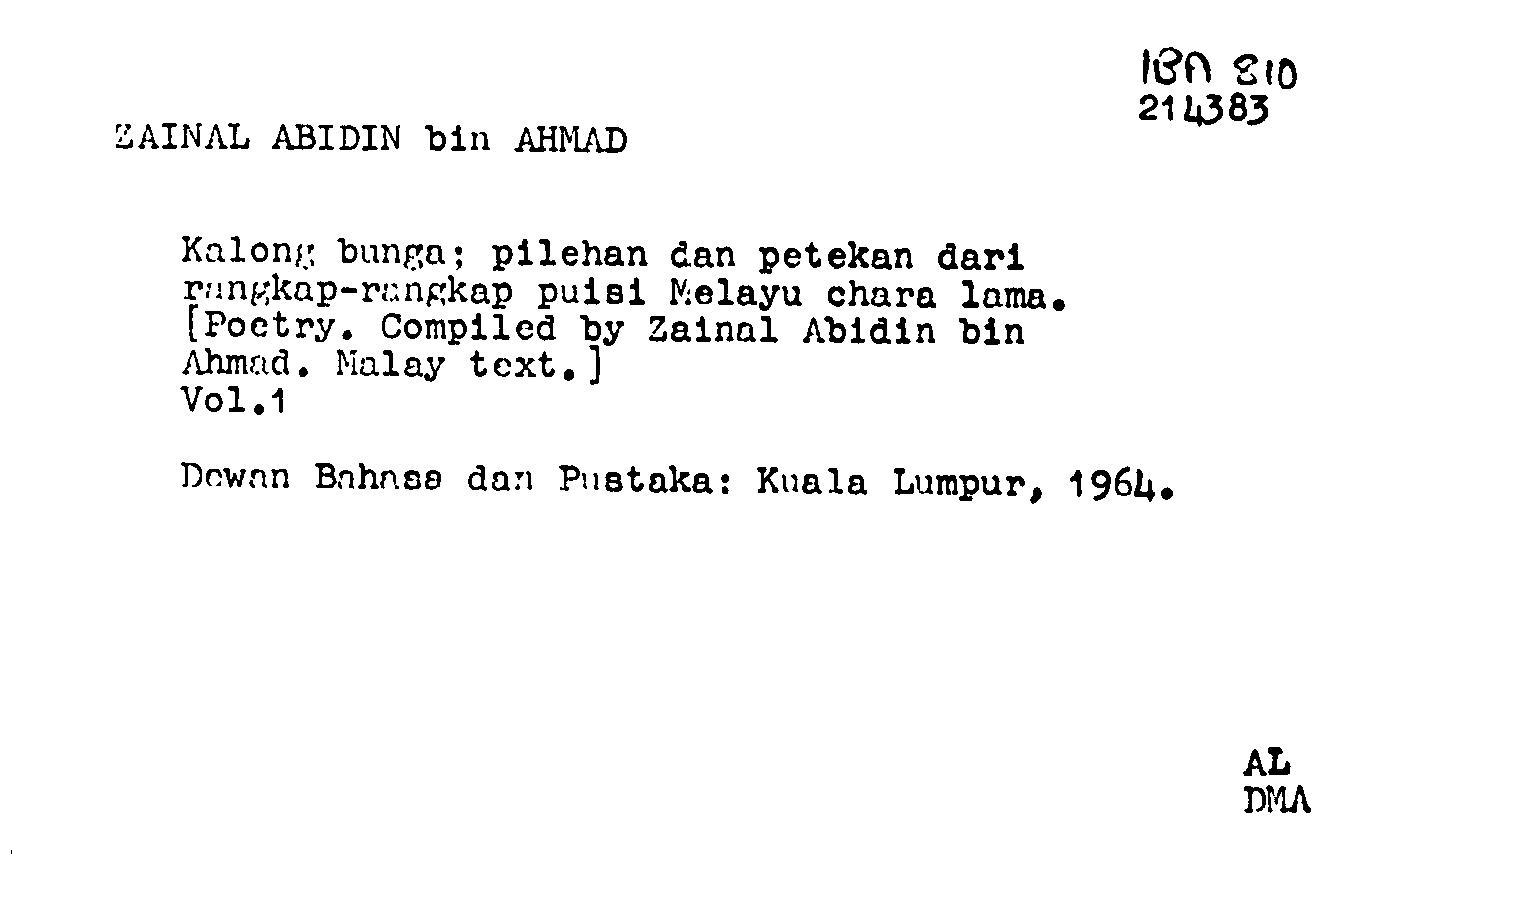 IBA 810
214383
ZAINAL ABIDIN bin AHMAD
Kalong bunga; pilehan dan petekan dari
rangkap-rangkap puisi Melayu chara lama.
[Poetry. Compiled by Zainal Abidin bin
Ahmad. Malay text.]
Vol.1
Dewan Bahasa dan Pustaka: Kuala Lumpur, 1964.
AL
DMA